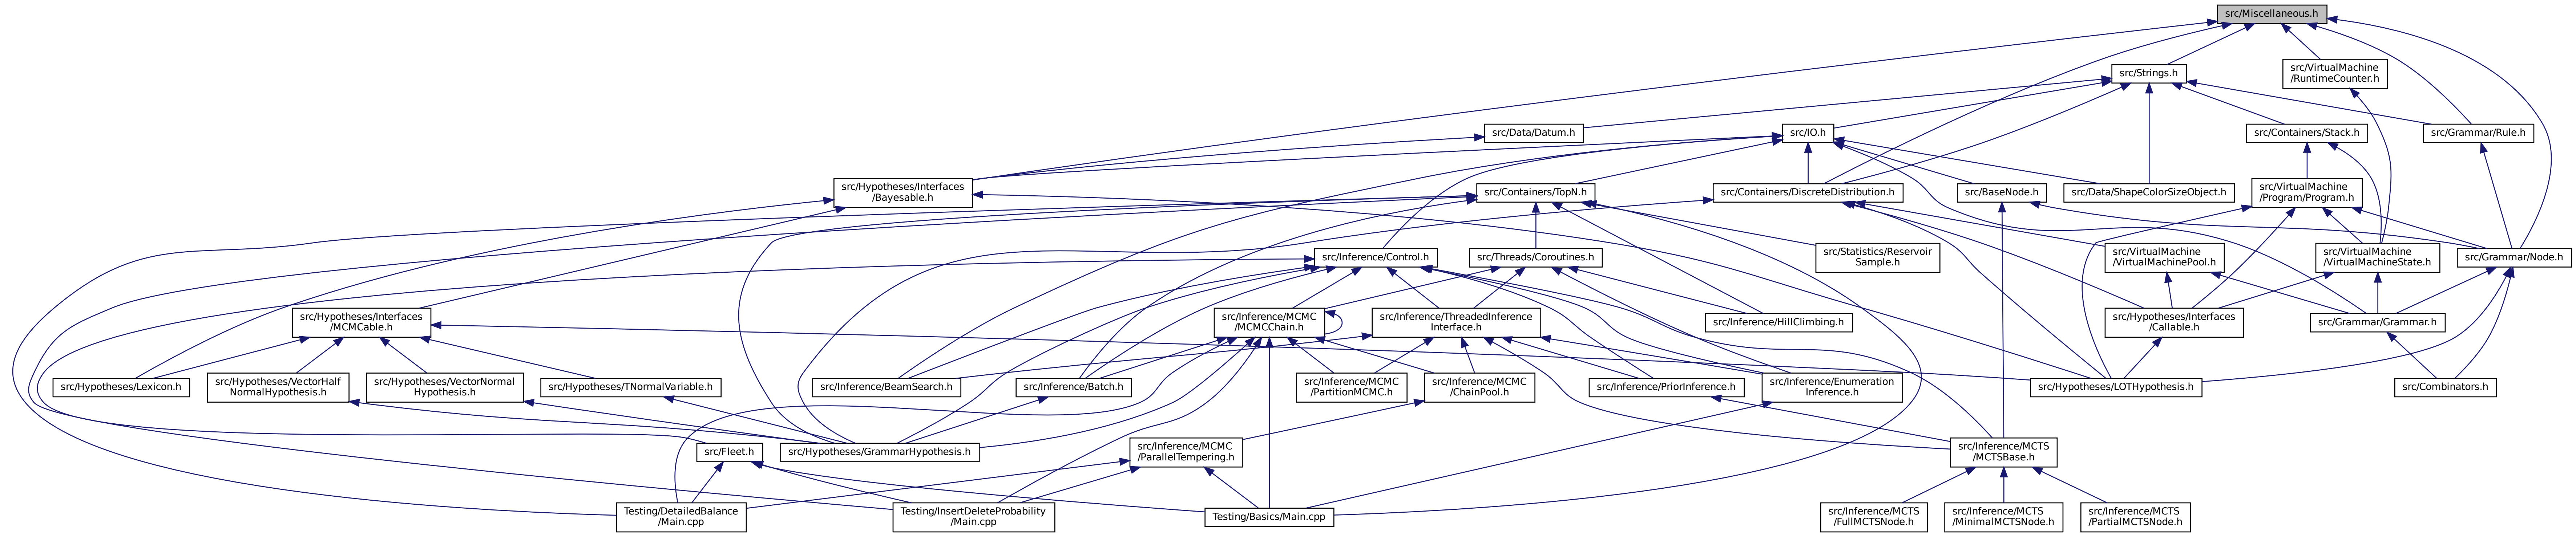 src/Miscellaneous.h
src/Strings.h
src/VirtualMachine
/RuntimeCounter.h
src/Data/Datum.h
src/IO.h
src/Containers/Stack.h
src/Grammar/Rule.h
src/Hypotheses/Interfaces
/Bayesable.h
src/Containers/TopN.h
src/Containers/DiscreteDistribution.h
src/BaseNode.h
src/Data/ShapeColorSizeObject.h
src/VirtualMachine
/Program/Program.h
src/Inference/Control.h
src/Threads/Coroutines.h
src/Statistics/Reservoir
Sample.h
src/VirtualMachine
/VirtualMachinePool.h
src/VirtualMachine
/VirtualMachineState.h
src/Grammar/Node.h
src/Hypotheses/Interfaces
/MCMCable.h
src/Inference/MCMC
/MCMCChain.h
src/Inference/ThreadedInference
Interface.h
src/Inference/HillClimbing.h
src/Hypotheses/Interfaces
/Callable.h
src/Grammar/Grammar.h
src/Hypotheses/Lexicon.h
src/Hypotheses/VectorHalf
NormalHypothesis.h
src/Hypotheses/VectorNormal
Hypothesis.h
src/Hypotheses/TNormalVariable.h
src/Inference/BeamSearch.h
src/Inference/Batch.h
src/Inference/MCMC
/PartitionMCMC.h
src/Inference/MCMC
/ChainPool.h
src/Inference/PriorInference.h
src/Inference/Enumeration
Inference.h
src/Hypotheses/LOTHypothesis.h
src/Combinators.h
src/Fleet.h
src/Hypotheses/GrammarHypothesis.h
src/Inference/MCMC
/ParallelTempering.h
src/Inference/MCTS
/MCTSBase.h
Testing/DetailedBalance
/Main.cpp
Testing/InsertDeleteProbability
/Main.cpp
Testing/Basics/Main.cpp
src/Inference/MCTS
/FullMCTSNode.h
src/Inference/MCTS
/MinimalMCTSNode.h
src/Inference/MCTS
/PartialMCTSNode.h